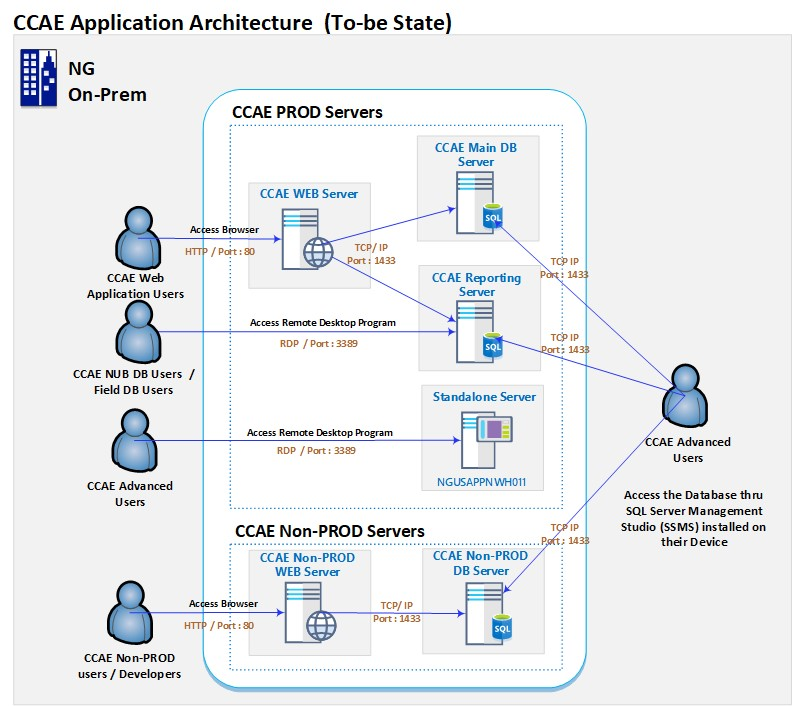 CCAE Application Architecture (To-be State)
NG
On-Prem
CCAE PROD Servers
CCAE Main DB
Server
CCAE WEB Server
Access Browser
HTTP / Port : 80
TCP/ IP
Port : 1433
TCP IP
Port : 1433
CCAE Web
Application Users
CCAE Reporting
Server
Access Remote Desktop Program
RDP / Port : 3389
TCP IP
Port : 1433
CCAE NUB DB Users /
Field DB Users
Standalone Server
Access Remote Desktop Program
RDP / Port : 3389
NGUSAPPNWH011
CCAE Advanced
Users
CCAE Advanced
Users
Access the Database thru
SQL Server Management
Studio (SSMS) installed on
their Device
CCAE Non-PROD Servers
TCP IP
Port : 1433
CCAE Non-PROD
WEB Server
CCAE Non-PROD
DB Server
Access Browser
HTTP / Port : 80
TCP/ IP
Port : 1433
CCAE Non-PROD
users / Developers
SQL
SQL
SQL